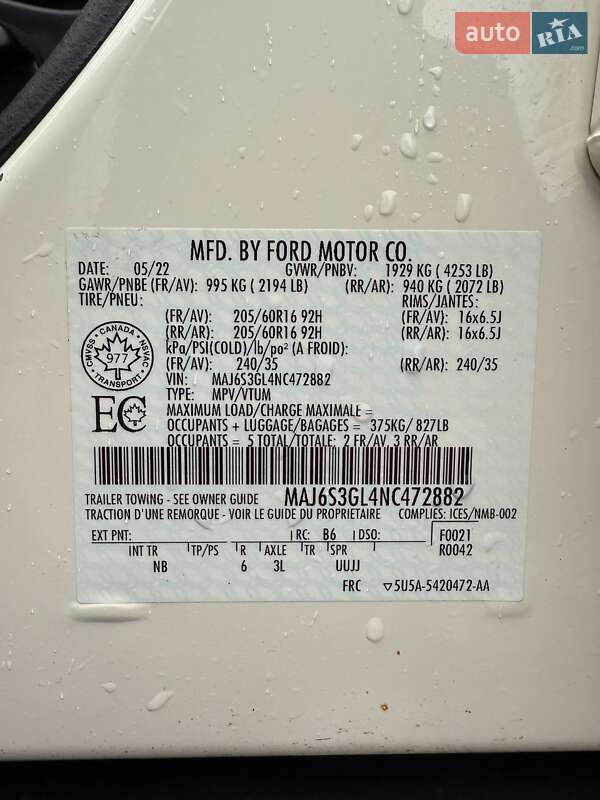 auto RIA .com
MFD. BY FORD MOTOR CO.
DATE: 05/22 GVWR/PNBV: 1929 KG ( 4253 LB)
GAWR/PNBE (FR/AV): 995 KG ( 2194 LB) (RR/AR): 940 KG ( 2072 LB)
TIRE/PNEU: RIMS/JANTES:
(FR/AV) 205/60R16 92H (FR/AV) 16x6.5J
(RR/AR) 205/60R16 92H (RR/AR) 16x6.5J
kPa/PSI(COLD)/lb/po² (A FROID):
(FR/AV) 240/35 (RR/AR) 240/35
VIN: MAJ6S3GL4NC472882
TYPE: MPV/VTUM
MAXIMUM LOAD/CHARGE MAXIMALE =
OCCUPANTS + LUGGAGE/BAGAGES = 375KG/ 827LB
OCCUPANTS = 5 TOTAL/TOTALE: 2 FR/AV, 3 RR/AR
CMVSS • CANADA • NSVAC
977
TRANSPORT
EC
TRAILER TOWING - SEE OWNER GUIDE MAJ6S3GL4NC472882
TRACTION D'UNE REMORQUE - VOIR LE GUIDE DU PROPRIETAIRE COMPLIES: ICES/NMB-002
EXT PNT: RC: B6 DSO: F0021
INT TR TP/PS R AXLE TR SPR R0042
NB 6 3L UUJJ
FRC ▽5U5A-5420472-AA